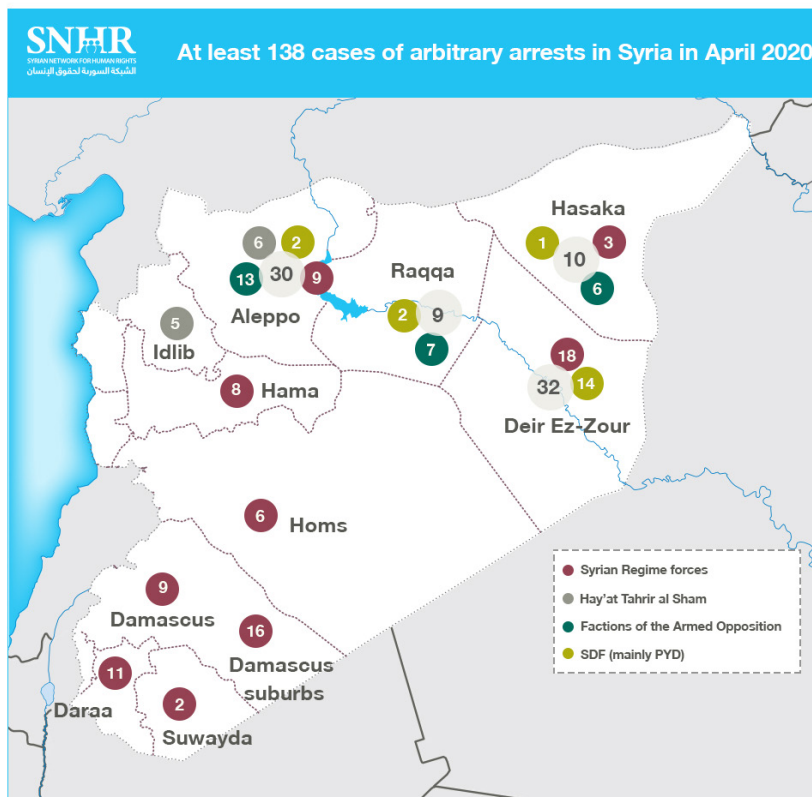 SNHR
SYRIAN NETWORK FOR HUMAN RIGHTS
الشبكة السورية لحقوق الإنسان
At least 138 cases of arbitrary arrests in Syria in April 2020
Hasaka
1
3
10
6
6
2
13
30
9
Aleppo
Raqqa
2
9
7
5
Idlib
18
32
14
Deir Ez-Zour
8
Hama
6
Homs
9
Damascus
16
Damascus
suburbs
11
Daraa
2
Suwayda
Syrian Regime forces
Hay'at Tahrir al Sham
Factions of the Armed Opposition
SDF (mainly PYD)